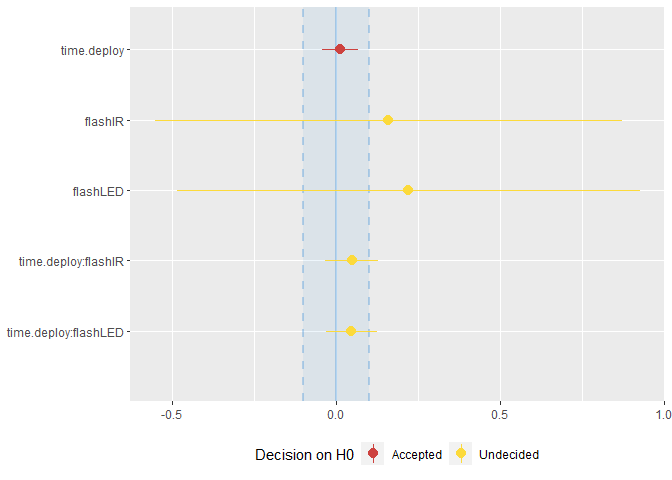 time.deploy
flashIR
flashLED
time.deploy:flashIR
time.deploy:flashLED
-0.5 0.0 0.5 1.0
Decision on H0 Accepted Undecided